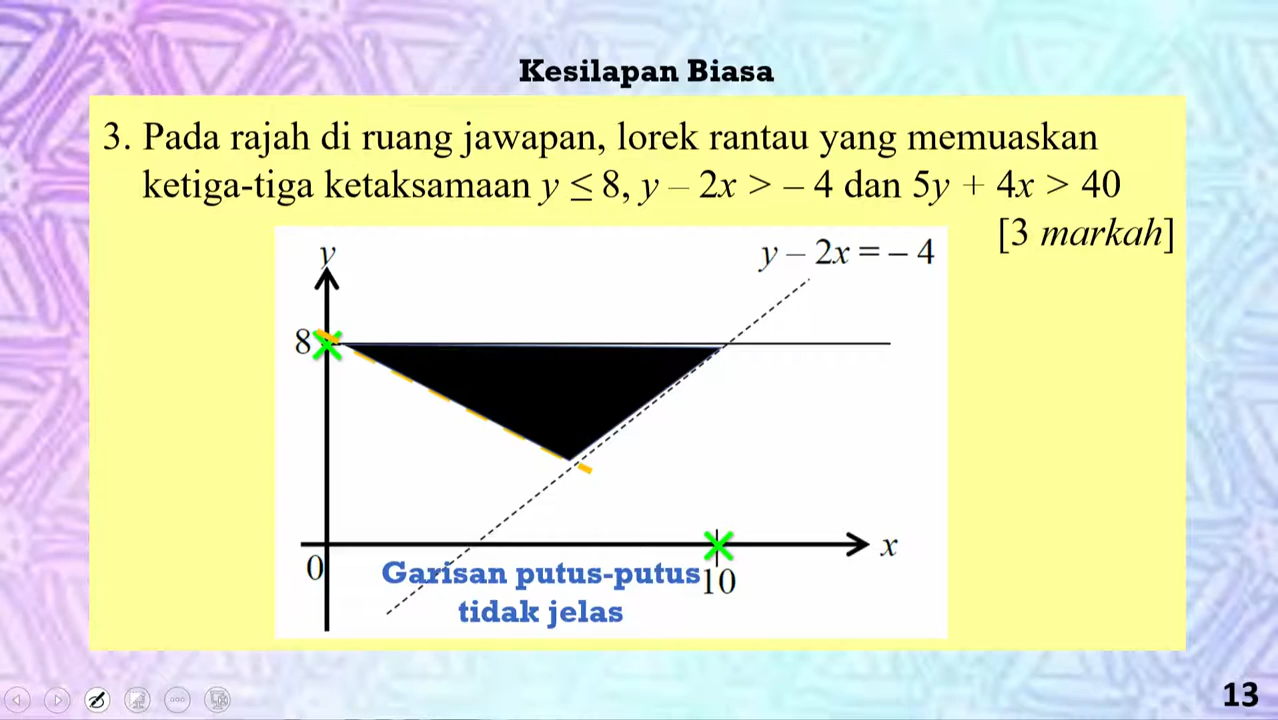 Kesilapan Biasa
3. Pada rajah di ruang jawapan, lorek rantau yang memuaskan
ketiga-tiga ketaksamaan y ≤ 8, y – 2x > – 4 dan 5y + 4x > 40
[3 markah]
y
y – 2x = – 4
8
x
0
10
Garisan putus-putus
tidak jelas
13